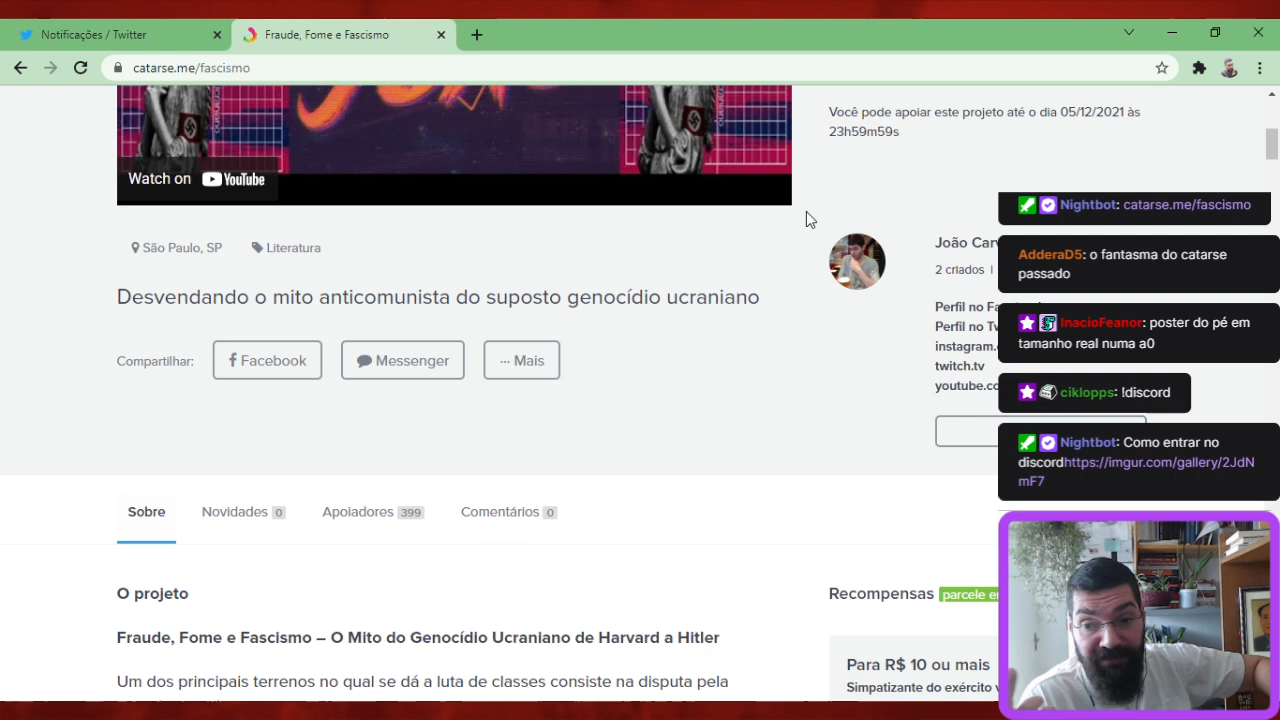 Notificações / Twitter
Fraude, Fome e Fascismo
catarse.me/fascismo
Watch on YouTube
Você pode apoiar este projeto até o dia 05/12/2021 às
23h59m59s
São Paulo, SP
Literatura
João Car
2 criados
Desvendando o mito anticomunista do suposto genocídio ucraniano
Perfil no Fa
Perfil no Tw
instagram.
twitch.tv
youtube.co
Compartilhar:
Facebook
Messenger
··· Mais
Sobre
Novidades 0
Apoiadores 399
Comentários 0
O projeto
Fraude, Fome e Fascismo – O Mito do Genocídio Ucraniano de Harvard a Hitler
Um dos principais terrenos no qual se dá a luta de classes consiste na disputa pela
Recompensas parcele e
Para R$ 10 ou mais
Simpatizante do exército v
Nightbot: catarse.me/fascismo
AdderaD5: o fantasma do catarse
passado
InacioFeanor: poster do pé em
tamanho real numa a0
ciklopps: !discord
Nightbot: Como entrar no
discordhttps://imgur.com/gallery/2JdN
mF7